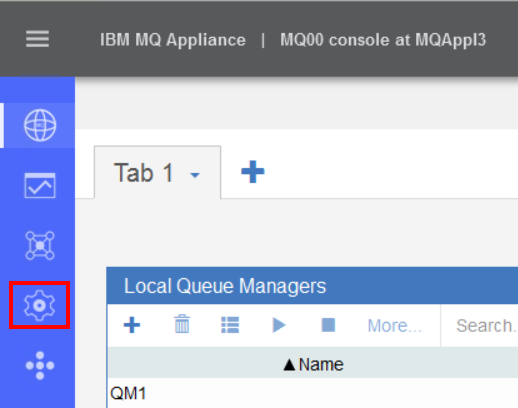 IBM MQ Appliance | MQ00 console at MQAppl3
Tab 1
Local Queue Managers
More... Search.
▲Name
QM1